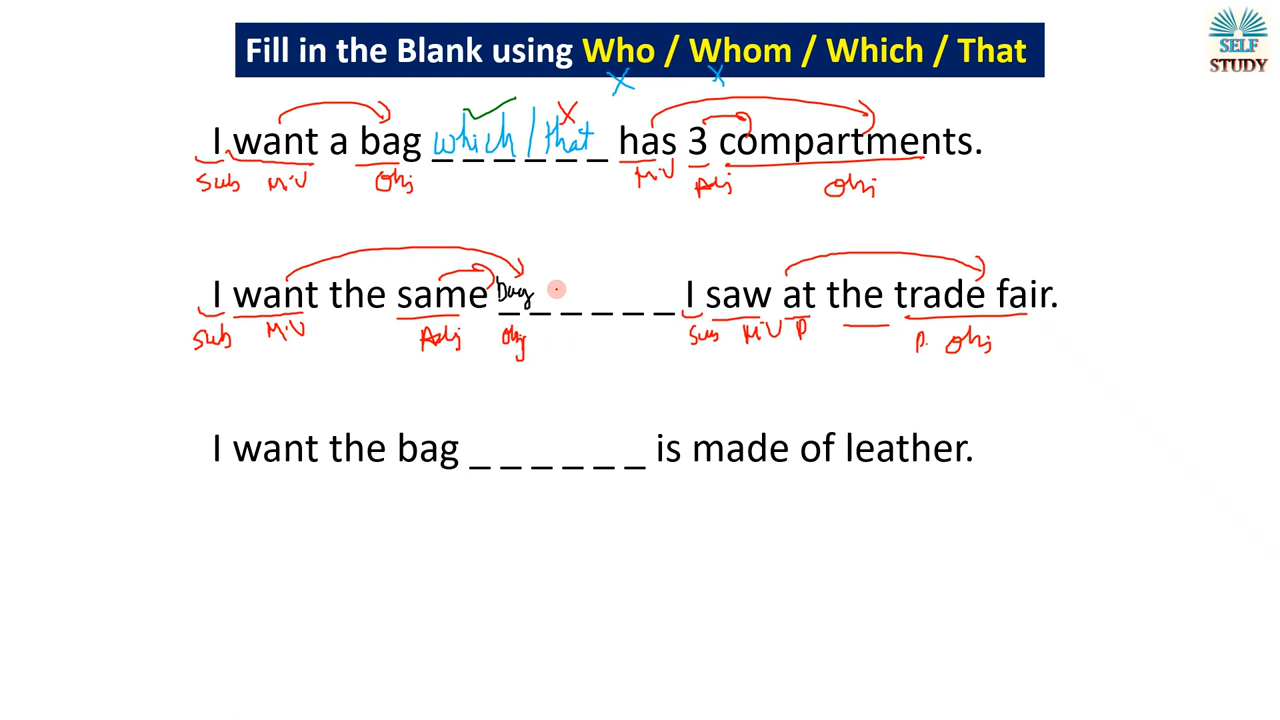 Fill in the Blank using Who / Whom / Which / That
SELF
STUDY
x x
✓ x
I want a bag which / that _ _ _ _ _ _ has 3 compartments.
Sub M.V Obj M.V Adj Obj
I want the same bag _ _ _ _ _ _ I saw at the trade fair.
Sub M.V Adj Obj Sub M.V P P. Obj
I want the bag _ _ _ _ _ _ is made of leather.